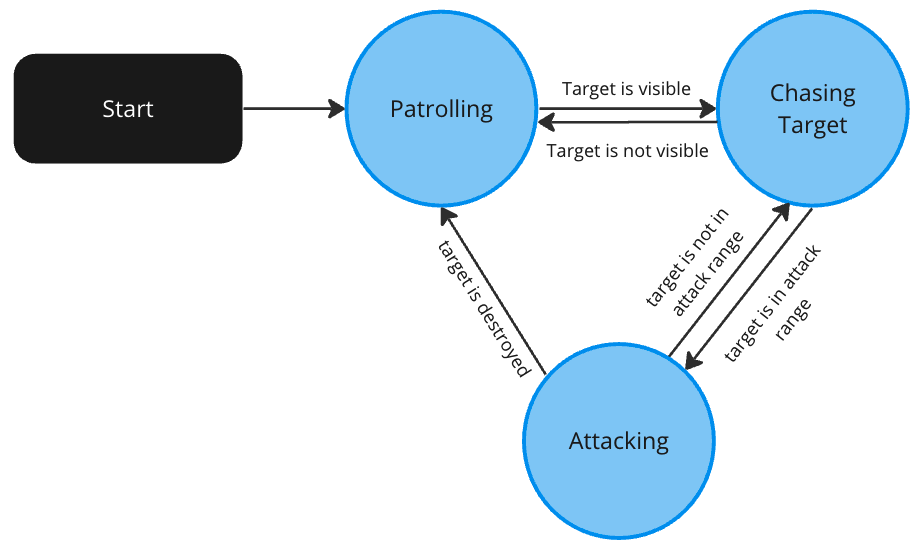 Start
Patrolling
Target is visible
Target is not visible
Chasing
Target
target is not in
attack range
target is in attack
range
target is destroyed
Attacking